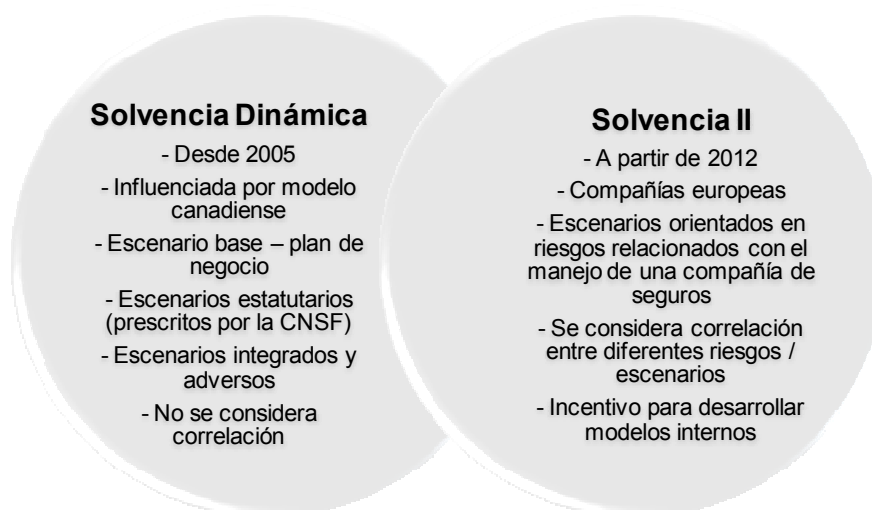 Solvencia Dinámica
- Desde 2005
- Influenciada por modelo
canadiense
- Escenario base – plan de
negocio
- Escenarios estatutarios
(prescritos por la CNSF)
- Escenarios integrados y
adversos
- No se considera
correlación
Solvencia II
- A partir de 2012
- Compañías europeas
- Escenarios orientados en
riesgos relacionados con el
manejo de una compañía de
seguros
- Se considera correlación
entre diferentes riesgos /
escenarios
- Incentivo para desarrollar
modelos internos